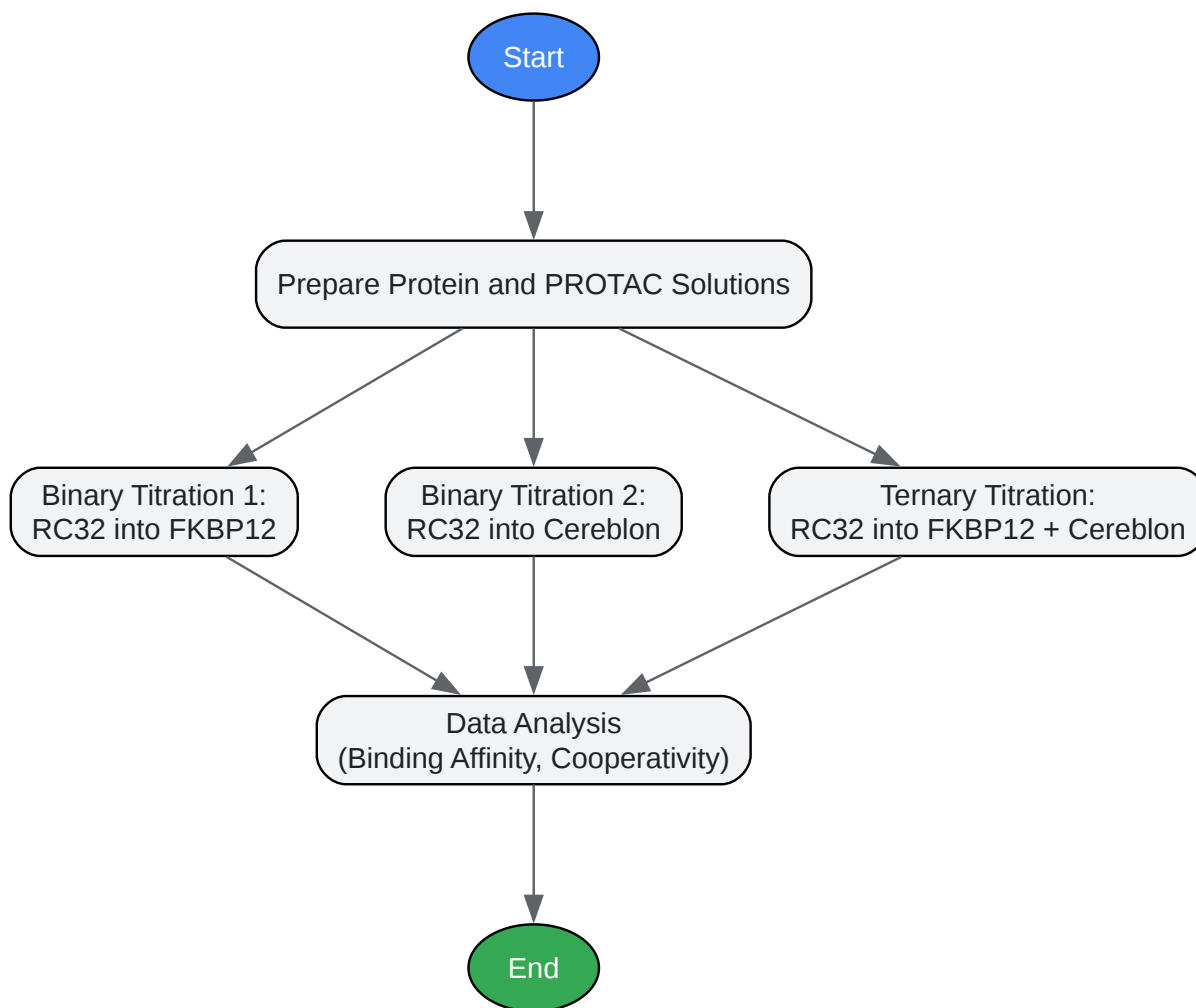 Start
Prepare Protein and PROTAC Solutions
Binary Titration 1:
RC32 into FKBP12
Binary Titration 2:
RC32 into Cereblon
Ternary Titration:
RC32 into FKBP12 + Cereblon
Data Analysis
(Binding Affinity, Cooperativity)
End